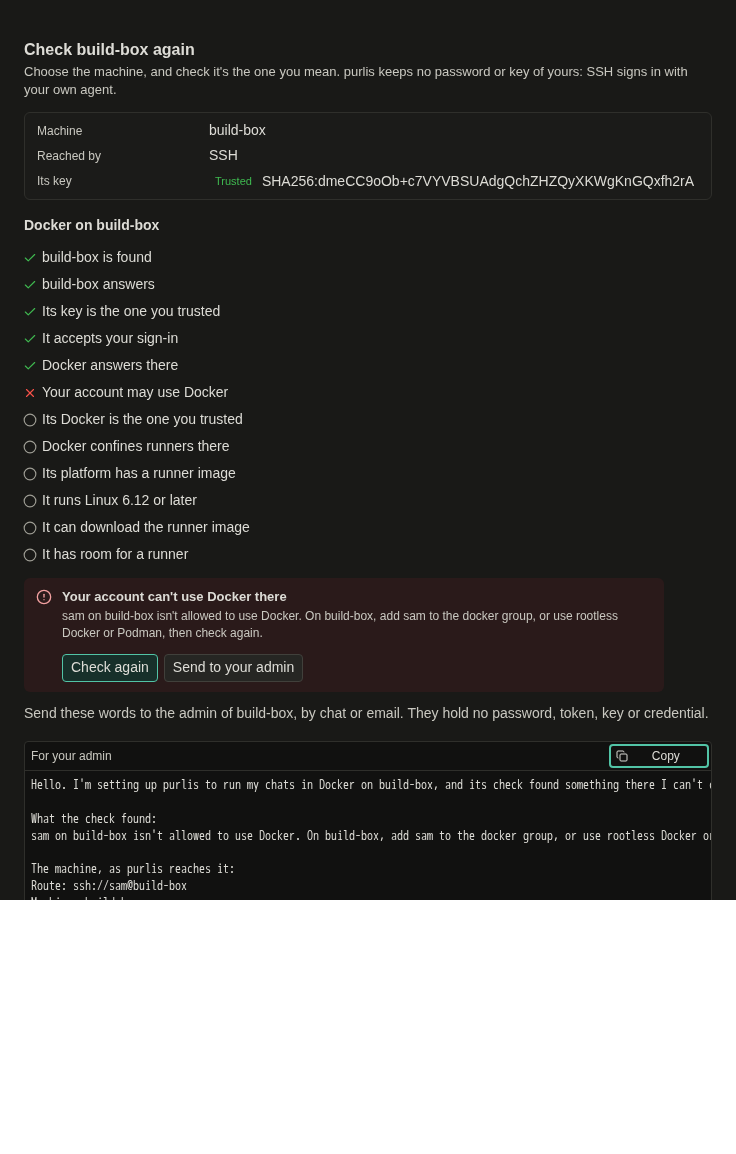 Check build-box again
Choose the machine, and check it's the one you mean. purlis keeps no password or key of yours: SSH signs in with
your own agent.
Machine build-box
Reached by SSH
Its key Trusted SHA256:dmeCC9oOb+c7VYVBSUAdgQchZHZQyXKWgKnGQxfh2rA
Docker on build-box
build-box is found
build-box answers
Its key is the one you trusted
It accepts your sign-in
Docker answers there
Your account may use Docker
Its Docker is the one you trusted
Docker confines runners there
Its platform has a runner image
It runs Linux 6.12 or later
It can download the runner image
It has room for a runner
Your account can't use Docker there
sam on build-box isn't allowed to use Docker. On build-box, add sam to the docker group, or use rootless
Docker or Podman, then check again.
Check again Send to your admin
Send these words to the admin of build-box, by chat or email. They hold no password, token, key or credential.
For your admin Copy
Hello. I'm setting up purlis to run my chats in Docker on build-box, and its check found something there I can't
What the check found:
sam on build-box isn't allowed to use Docker. On build-box, add sam to the docker group, or use rootless Docker
The machine, as purlis reaches it:
Route: ssh://sam@build-box